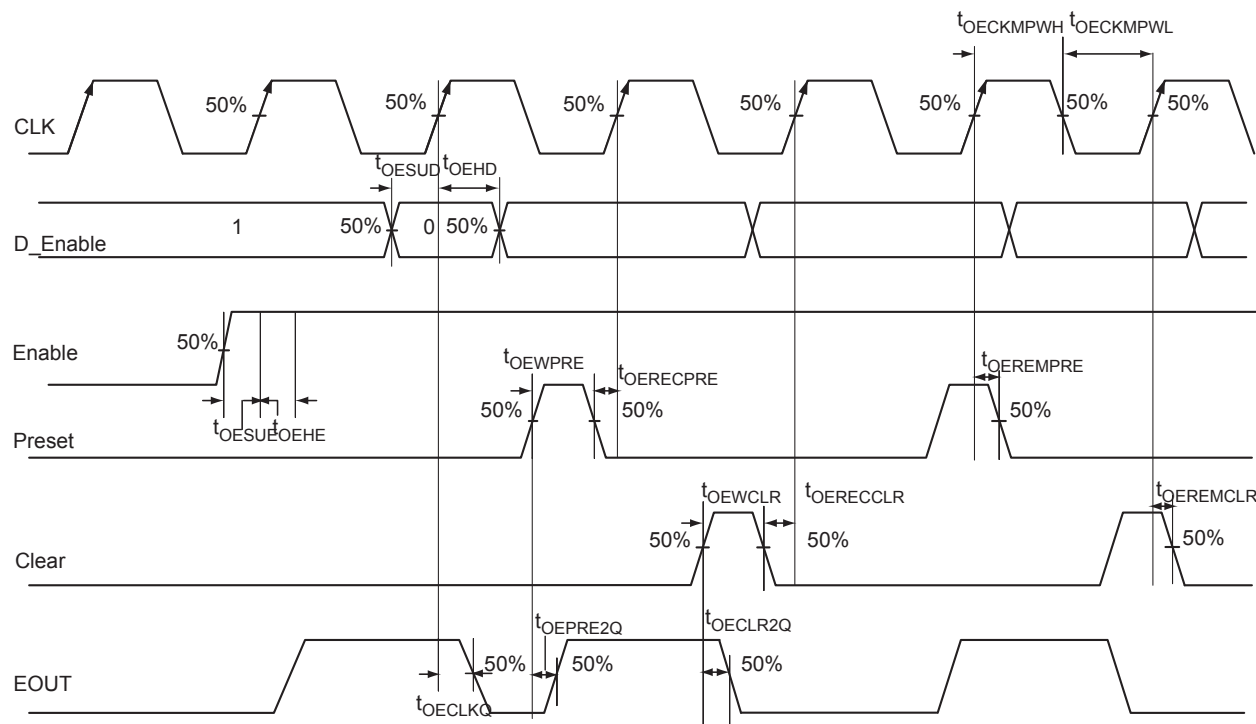 tOECKMPWH tOECKMPWL
CLK 50% 50% 50% 50% 50% 50% 50%
tOESUD tOEHD
D_Enable 1 50% 0 50%
Enable 50%
tOESUE tOEHE
Preset tOEWPRE 50% tOERECPRE 50% tOEREMPRE 50%
Clear tOEWCLR 50% tOERECCLR 50% tOEREMCLR 50%
EOUT 50% tOEPRE2Q 50% tOECLR2Q 50%
tOECLKQ